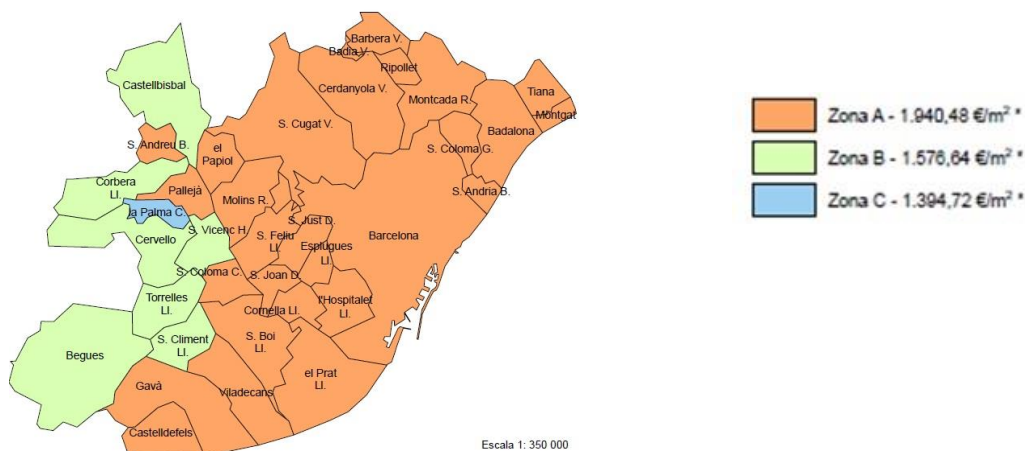 Barbera V.
Badia V.
Ripollet
Castellbisbal
Cerdanyola V.
Montcada R.
Tiana
Montgat
Badalona
S. Cugat V.
S. Andreu B.
el
Papiol
S. Coloma G.
Corbera
Ll.
Pallejà
Molins R.
S. Andria B.
la Palma C.
S. Vicenc H.
S. Just D.
Barcelona
Cervello
S. Feliu
Ll.
Esplugues
Ll.
S. Coloma C.
S. Joan D.
Torrelles
Ll.
Cornella Ll.
l'Hospitalet
Ll.
S. Climent
Ll.
S. Boi
Ll.
Begues
el Prat
Ll.
Gavà
Viladecans
Castelldefels
Escala 1: 350 000
Zona A - 1.940,48 €/m² *
Zona B - 1.576,64 €/m² *
Zona C - 1.394,72 €/m² *